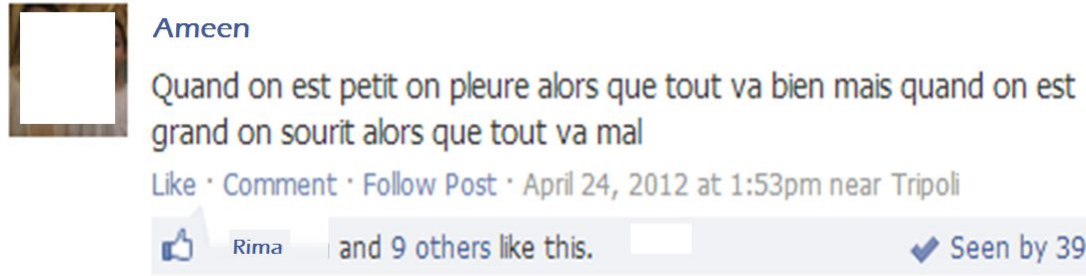 Ameen
Quand on est petit on pleure alors que tout va bien mais quand on est
grand on sourit alors que tout va mal
Like · Comment · Follow Post · April 24, 2012 at 1:53pm near Tripoli
Rima and 9 others like this. Seen by 39